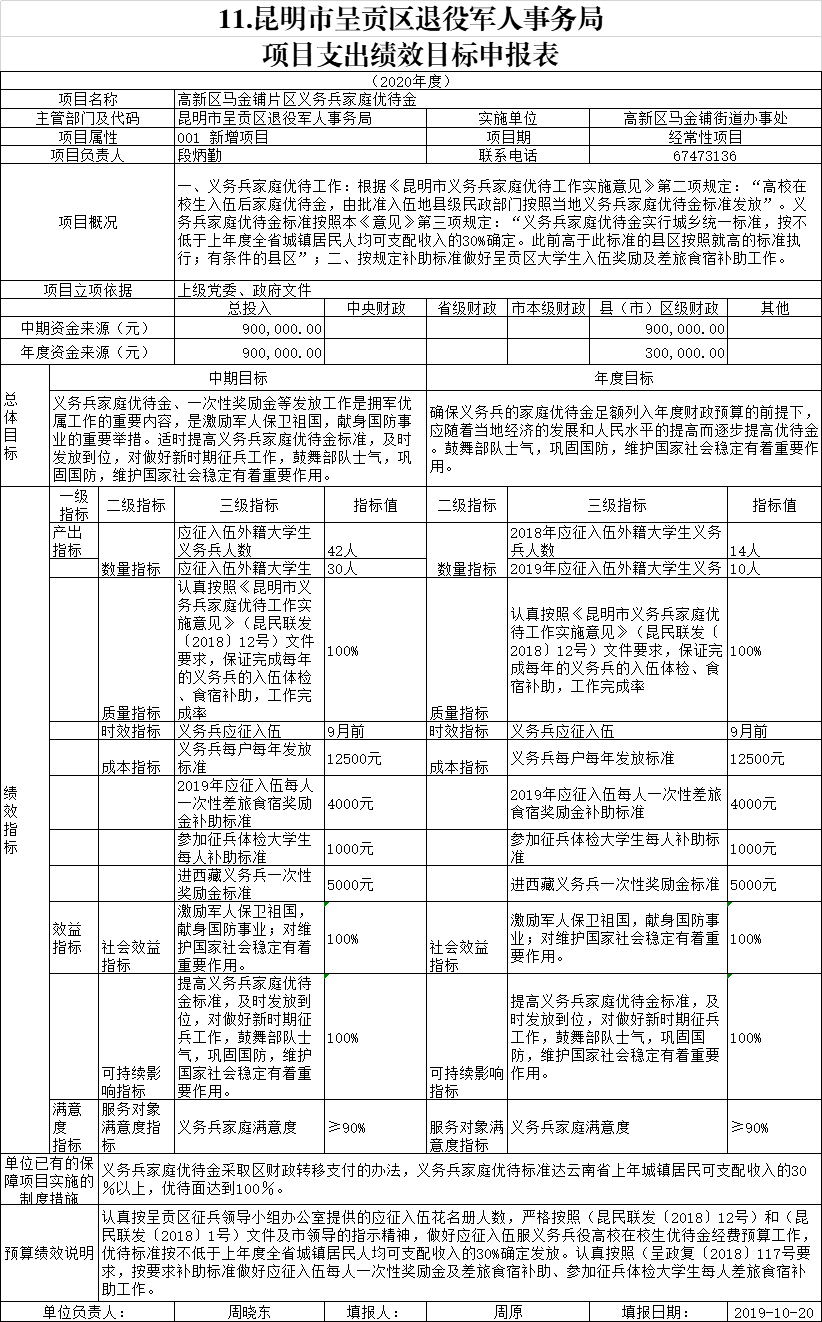 11.昆明市呈贡区退役军人事务局
项目支出绩效目标申报表
（2020年度）
项目名称 高新区马金铺片区义务兵家庭优待金
主管部门及代码 昆明市呈贡区退役军人事务局 实施单位 高新区马金铺街道办事处
项目属性 001 新增项目 项目期 经常性项目
项目负责人 段炳勤 联系电话 67473136
项目概况
一、义务兵家庭优待工作：根据《昆明市义务兵家庭优待工作实施意见》第二项规定：“高校在
校生入伍后家庭优待金，由批准入伍地县级民政部门按照当地义务兵家庭优待金标准发放”。义
务兵家庭优待金标准按照本《意见》第三项规定：“义务兵家庭优待金实行城乡统一标准，按不
低于上年度全省城镇居民人均可支配收入的30%确定。此前高于此标准的县区按照就高的标准执
行；有条件的县区”；二、按规定补助标准做好呈贡区大学生入伍奖励及差旅食宿补助工作。
项目立项依据 上级党委、政府文件
总投入 中央财政 省级财政 市本级财政 县（市）区级财政 其他
中期资金来源（元） 900,000.00 900,000.00
年度资金来源（元） 900,000.00 300,000.00
总体目标
中期目标 年度目标
义务兵家庭优待金、一次性奖励金等发放工作是拥军优
属工作的重要内容，是激励军人保卫祖国，献身国防事
业的重要举措。适时提高义务兵家庭优待金标准，及时
发放到位，对做好新时期征兵工作，鼓舞部队士气，巩
固国防，维护国家社会稳定有着重要作用。
确保义务兵的家庭优待金足额列入年度财政预算的前提下，
应随着当地经济的发展和人民水平的提高而逐步提高优待金
。鼓舞部队士气，巩固国防，维护国家社会稳定有着重要作
用。
绩效指标
一级
指标
二级指标 三级指标 指标值 二级指标 三级指标 指标值
产出
指标
数量指标
应征入伍外籍大学生
义务兵人数
42人
数量指标
2018年应征入伍外籍大学生义务
兵人数
14人
应征入伍外籍大学生 30人 2019年应征入伍外籍大学生义务 10人
质量指标
认真按照《昆明市义
务兵家庭优待工作实
施意见》（昆民联发
〔2018〕12号）文件
要求，保证完成每年
的义务兵的入伍体检
、食宿补助，工作完
成率
100%
质量指标
认真按照《昆明市义务兵家庭优
待工作实施意见》（昆民联发〔
2018〕12号）文件要求，保证完
成每年的义务兵的入伍体检、食
宿补助，工作完成率
100%
时效指标 义务兵应征入伍 9月前 时效指标 义务兵应征入伍 9月前
成本指标
义务兵每户每年发放
标准
12500元
成本指标
义务兵每户每年发放标准 12500元
2019年应征入伍每人
一次性差旅食宿奖励
金补助标准
4000元
2019年应征入伍每人一次性差旅
食宿奖励金补助标准
4000元
参加征兵体检大学生
每人补助标准
1000元
参加征兵体检大学生每人补助标
准
1000元
进西藏义务兵一次性
奖励金标准
5000元
进西藏义务兵一次性奖励金标准 5000元
效益
指标
社会效益
指标
激励军人保卫祖国，
献身国防事业；对维
护国家社会稳定有着
重要作用。
100%
社会效益
指标
激励军人保卫祖国，献身国防事
业；对维护国家社会稳定有着重
要作用。
100%
可持续影
响指标
提高义务兵家庭优待
金标准，及时发放到
位，对做好新时期征
兵工作，鼓舞部队士
气，巩固国防，维护
国家社会稳定有着重
要作用。
100%
可持续影响
指标
提高义务兵家庭优待金标准，及
时发放到位，对做好新时期征兵
工作，鼓舞部队士气，巩固国
防，维护国家社会稳定有着重要
作用。
100%
满意
度
指标
服务对象
满意度指
标
义务兵家庭满意度 ≥90%
服务对象满
意度指标
义务兵家庭满意度 ≥90%
单位已有的保
障项目实施的
制度措施
义务兵家庭优待金采取区财政转移支付的办法，义务兵家庭优待标准达云南省上年城镇居民可支配收入的30
％以上，优待面达到100％。
预算绩效说明
认真按呈贡区征兵领导小组办公室提供的应征入伍花名册人数，严格按照（昆民联发〔2018〕12号）和（昆
民联发〔2018〕1号）文件及市领导的指示精神，做好应征入伍服义务兵役高校在校生优待金经费预算工作，
优待标准按不低于上年度全省城镇居民人均可支配收入的30%确定发放。认真按照（呈政复〔2018〕117号要
求，按要求补助标准做好应征入伍每人一次性奖励金及差旅食宿补助、参加征兵体检大学生每人差旅食宿补
助工作。
单位负责人： 周晓东 填报人： 周原 填报日期： 2019-10-20